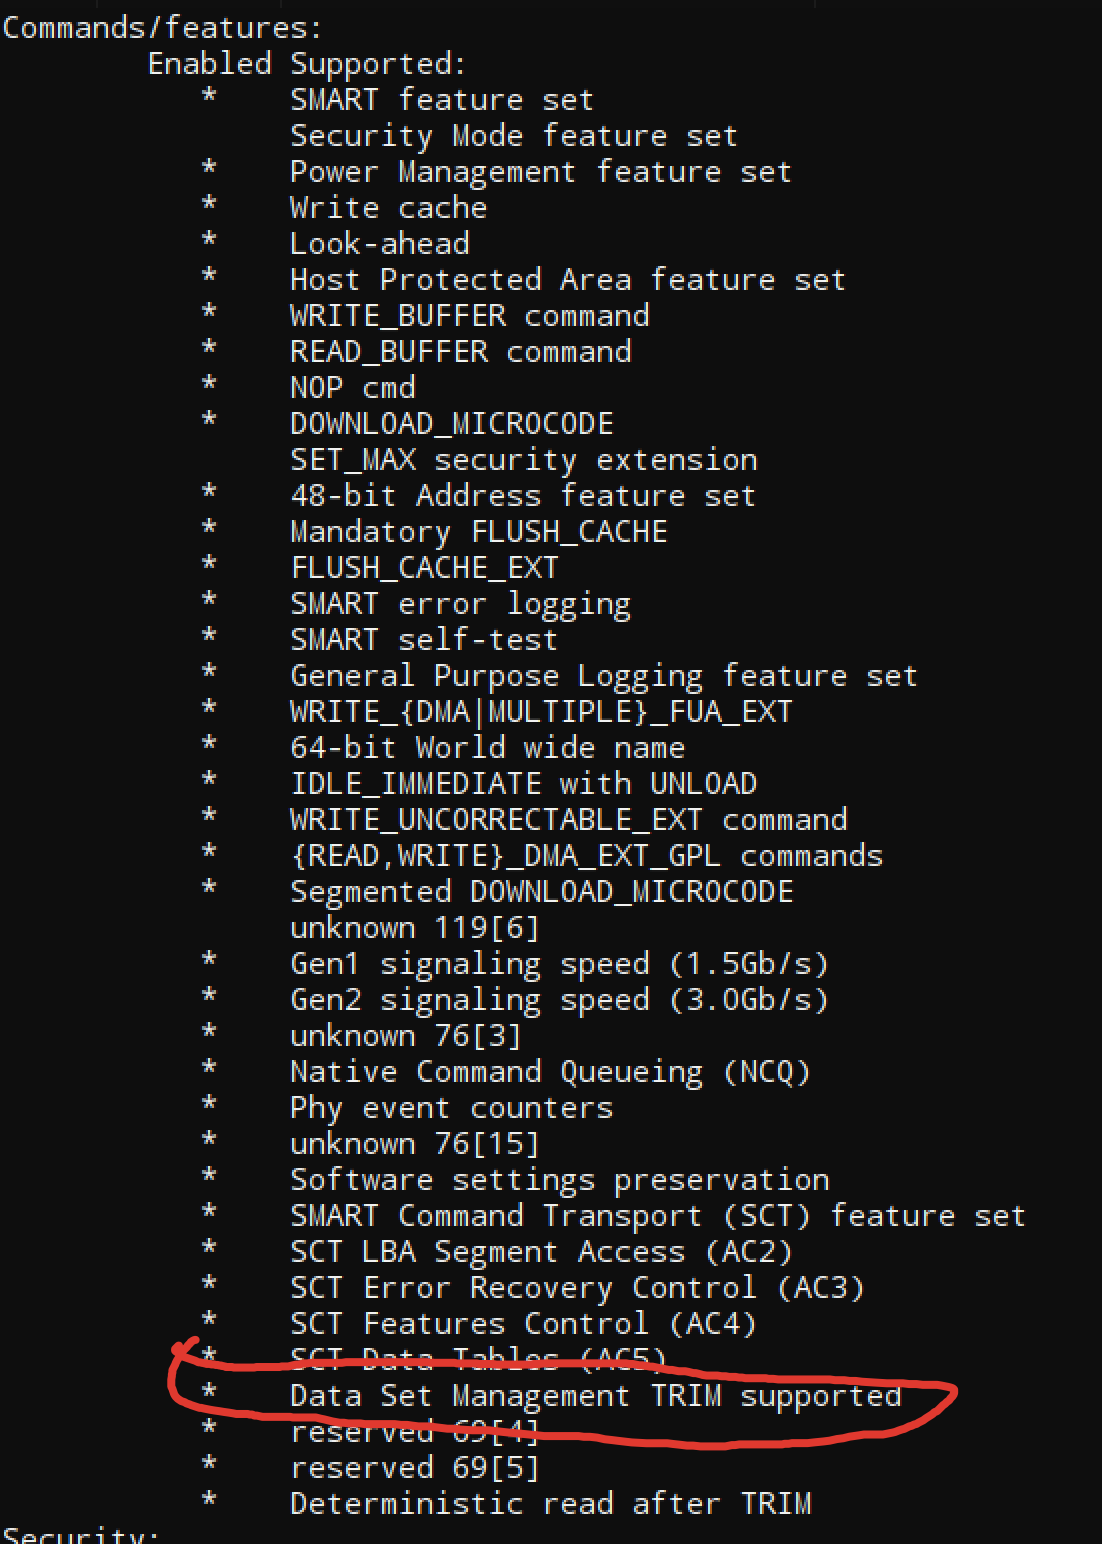 Commands/features:
Enabled Supported:
* SMART feature set
Security Mode feature set
* Power Management feature set
* Write cache
* Look-ahead
* Host Protected Area feature set
* WRITE_BUFFER command
* READ_BUFFER command
* NOP cmd
* DOWNLOAD_MICROCODE
SET_MAX security extension
* 48-bit Address feature set
* Mandatory FLUSH_CACHE
* FLUSH_CACHE_EXT
* SMART error logging
* SMART self-test
* General Purpose Logging feature set
* WRITE_{DMA|MULTIPLE}_FUA_EXT
* 64-bit World wide name
* IDLE_IMMEDIATE with UNLOAD
* WRITE_UNCORRECTABLE_EXT command
* {READ,WRITE}_DMA_EXT_GPL commands
* Segmented DOWNLOAD_MICROCODE
unknown 119[6]
* Gen1 signaling speed (1.5Gb/s)
* Gen2 signaling speed (3.0Gb/s)
* unknown 76[3]
* Native Command Queueing (NCQ)
* Phy event counters
* unknown 76[15]
* Software settings preservation
* SMART Command Transport (SCT) feature set
* SCT LBA Segment Access (AC2)
* SCT Error Recovery Control (AC3)
* SCT Features Control (AC4)
* SCT Data Tables (AC5)
* Data Set Management TRIM supported
* reserved 69[4]
* reserved 69[5]
* Deterministic read after TRIM
Security: